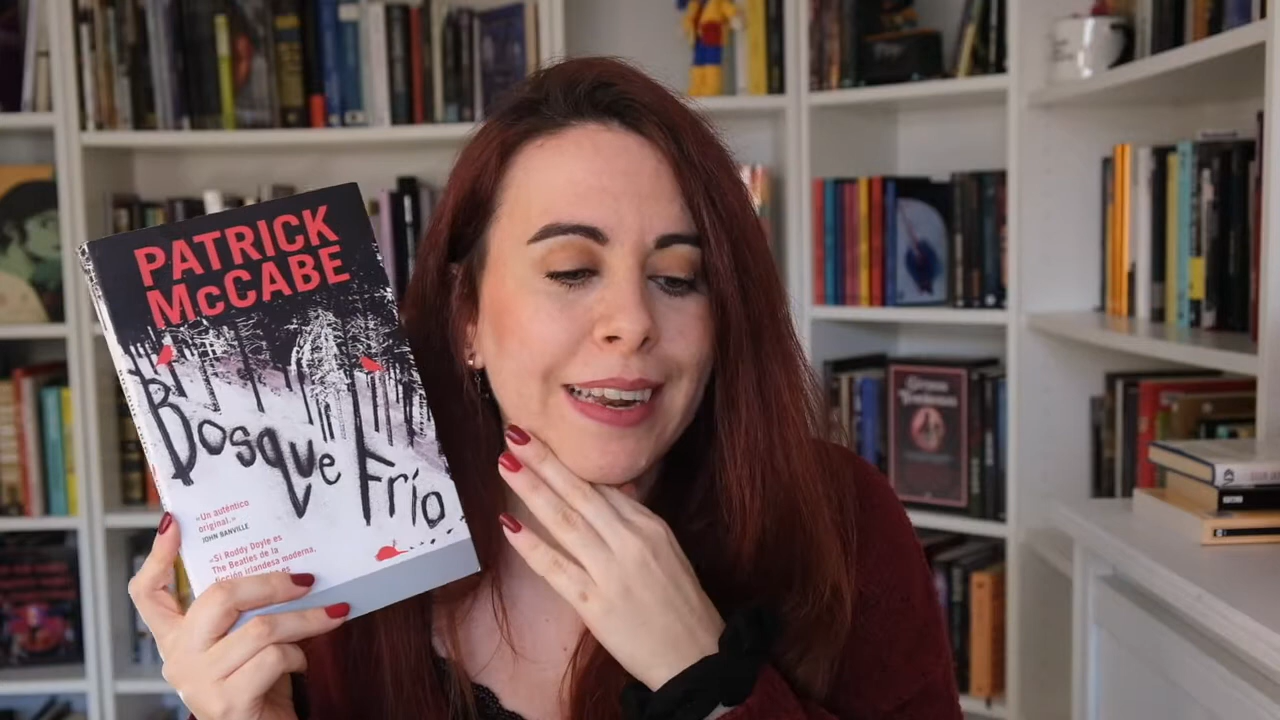 PATRICK
McCABE
Bosque Frío
«Un auténtico
original.»
JOHN BANVILLE
«Si Roddy Doyle es
The Beatles de la
ficción irlandesa moderna,
es